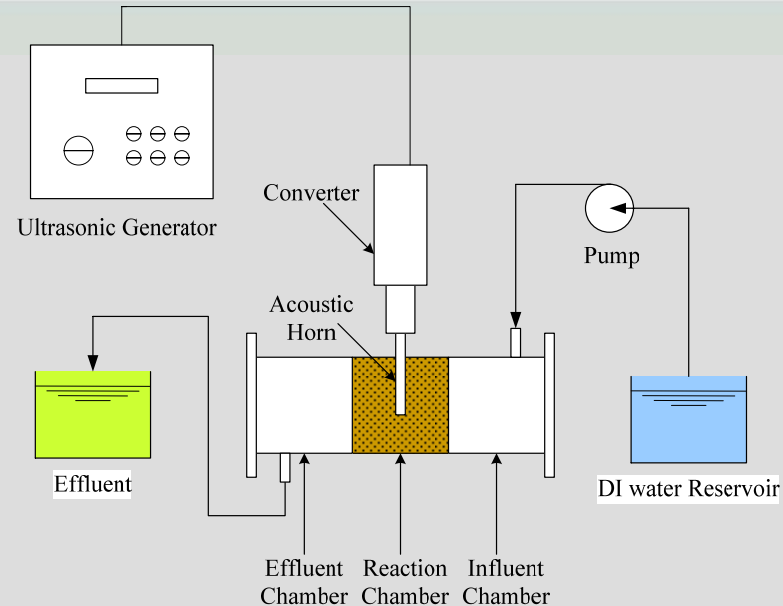 Ultrasonic Generator
Converter
Pump
Acoustic
Horn
Effluent
DI water Reservoir
Effluent
Chamber
Reaction
Chamber
Influent
Chamber